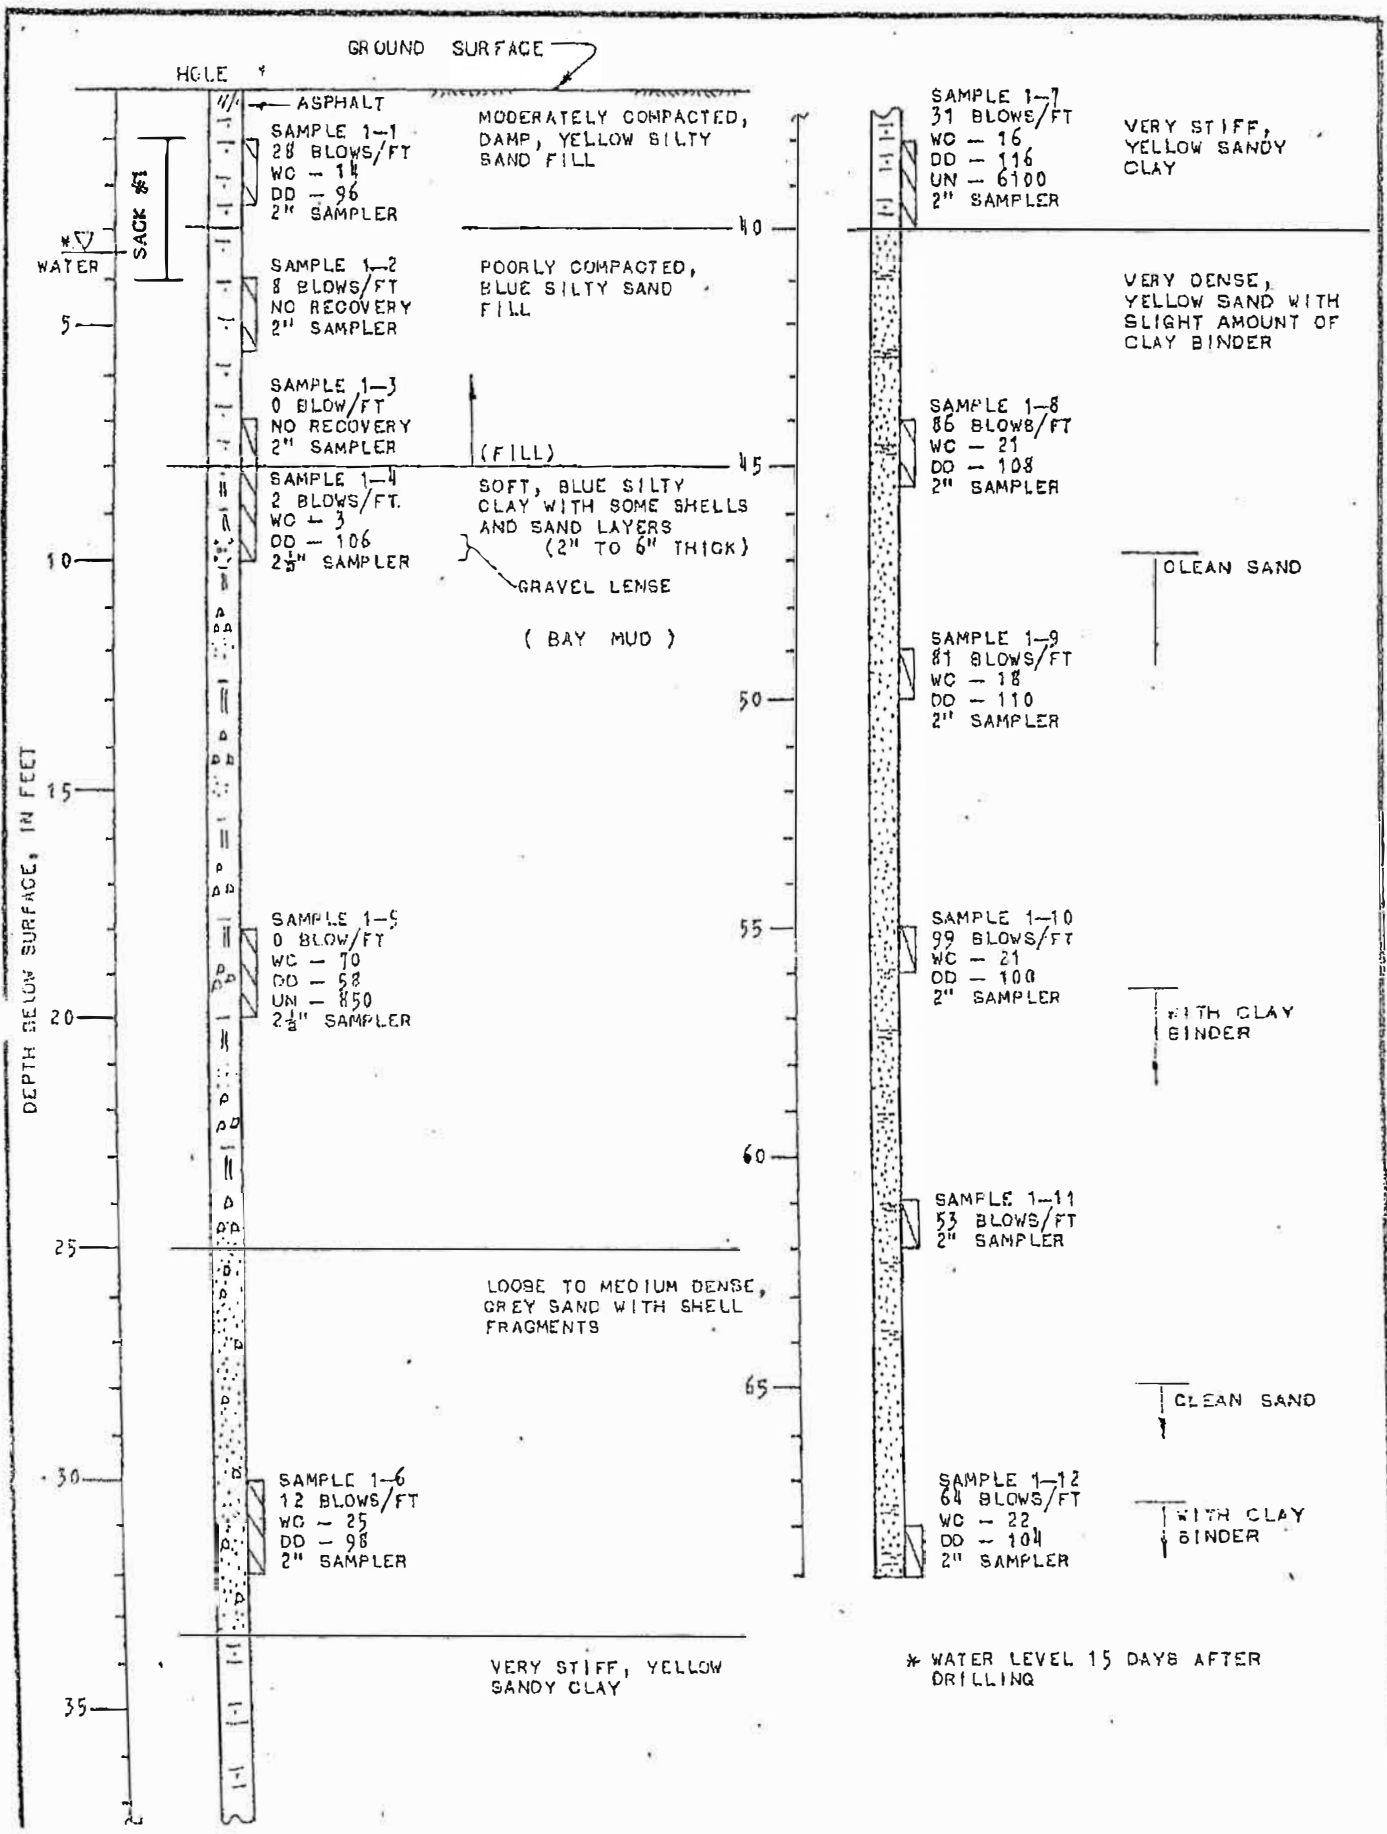 GROUND SURFACE
HOLE
ASPHALT
SAMPLE 1-1
28 BLOWS/FT
WC - 14
DD - 96
2" SAMPLER
MODERATELY COMPACTED,
DAMP, YELLOW SILTY
SAND FILL
SACK #1
*
WATER
SAMPLE 1-2
8 BLOWS/FT
NO RECOVERY
2" SAMPLER
POORLY COMPACTED,
BLUE SILTY SAND
FILL
5
SAMPLE 1-3
0 BLOW/FT
NO RECOVERY
2" SAMPLER
(FILL)
SAMPLE 1-4
2 BLOWS/FT.
WC - 3
DD - 106
2½" SAMPLER
SOFT, BLUE SILTY
CLAY WITH SOME SHELLS
AND SAND LAYERS
(2" TO 6" THICK)
GRAVEL LENSE
(BAY MUD)
10
DEPTH BELOW SURFACE, IN FEET
15
SAMPLE 1-5
0 BLOW/FT
WC - 70
DD - 58
UN - 850
2½" SAMPLER
20
25
LOOSE TO MEDIUM DENSE,
GREY SAND WITH SHELL
FRAGMENTS
30
SAMPLE 1-6
12 BLOWS/FT
WC - 25
DD - 98
2" SAMPLER
VERY STIFF, YELLOW
SANDY CLAY
35
SAMPLE 1-7
31 BLOWS/FT
WC - 16
DD - 116
UN - 6100
2" SAMPLER
VERY STIFF,
YELLOW SANDY
CLAY
40
VERY DENSE,
YELLOW SAND WITH
SLIGHT AMOUNT OF
CLAY BINDER
SAMPLE 1-8
86 BLOWS/FT
WC - 21
DD - 108
2" SAMPLER
45
CLEAN SAND
SAMPLE 1-9
81 BLOWS/FT
WC - 18
DD - 110
2" SAMPLER
50
SAMPLE 1-10
99 BLOWS/FT
WC - 21
DD - 100
2" SAMPLER
55
WITH CLAY
BINDER
60
SAMPLE 1-11
53 BLOWS/FT
2" SAMPLER
65
CLEAN SAND
SAMPLE 1-12
64 BLOWS/FT
WC - 22
DD - 104
2" SAMPLER
WITH CLAY
BINDER
* WATER LEVEL 15 DAYS AFTER
DRILLING